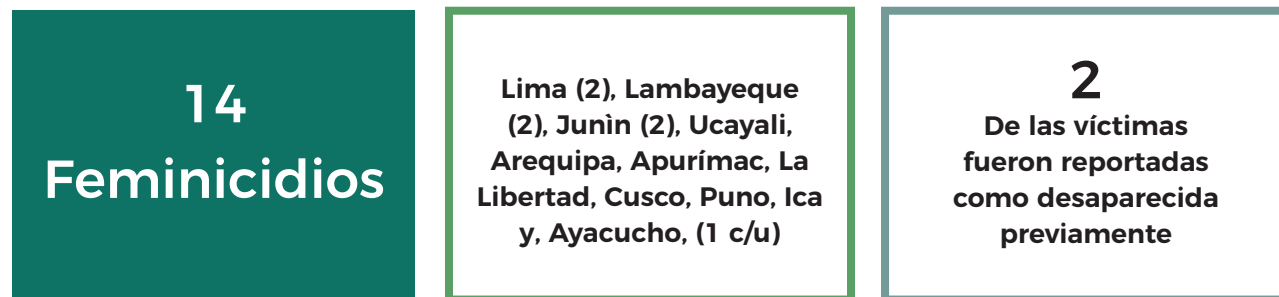 14
Feminicidios
Lima (2), Lambayeque
(2), Junìn (2), Ucayali,
Arequipa, Apurímac, La
Libertad, Cusco, Puno, Ica
y, Ayacucho, (1 c/u)
2
De las víctimas
fueron reportadas
como desaparecida
previamente